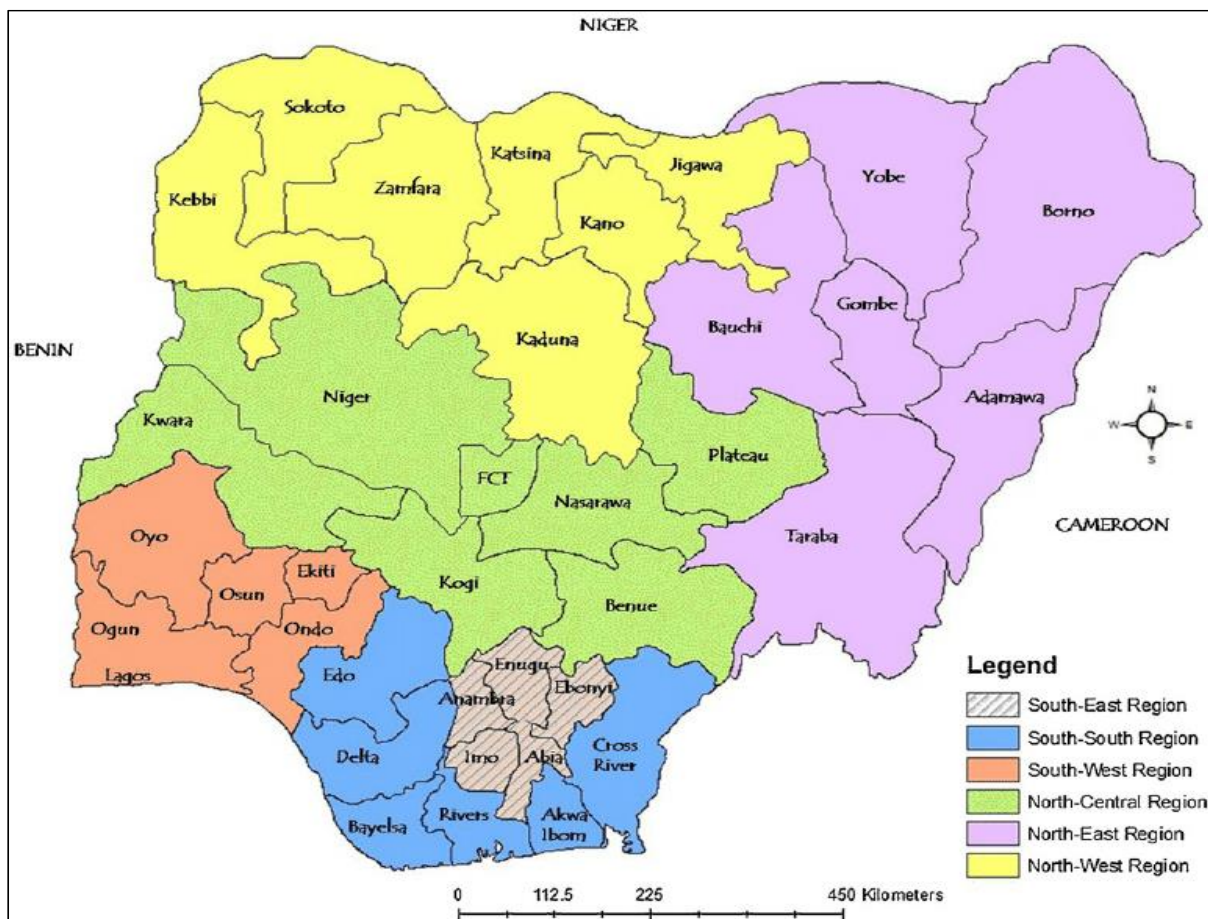 NIGER
Sokoto
Katsina
Jigawa
Zamfara
Kebbi
Kano
Yobe
Borno
Gombe
Bauchi
Kaduna
BENIN
Niger
Adamawa
Kwara
N
W
E
S
Plateau
FCT
Nasarawa
CAMEROON
Oyo
Taraba
Ekiti
Osun
Kogi
Benue
Ogun
Ondo
Lagos
Edo
Enugu
Ebonyi
Anambra
Delta
Imo
Abia
Cross
River
Bayelsa
Rivers
Akwa
Ibom
Legend
South-East Region
South-South Region
South-West Region
North-Central Region
North-East Region
North-West Region
0 112.5 225 450 Kilometers